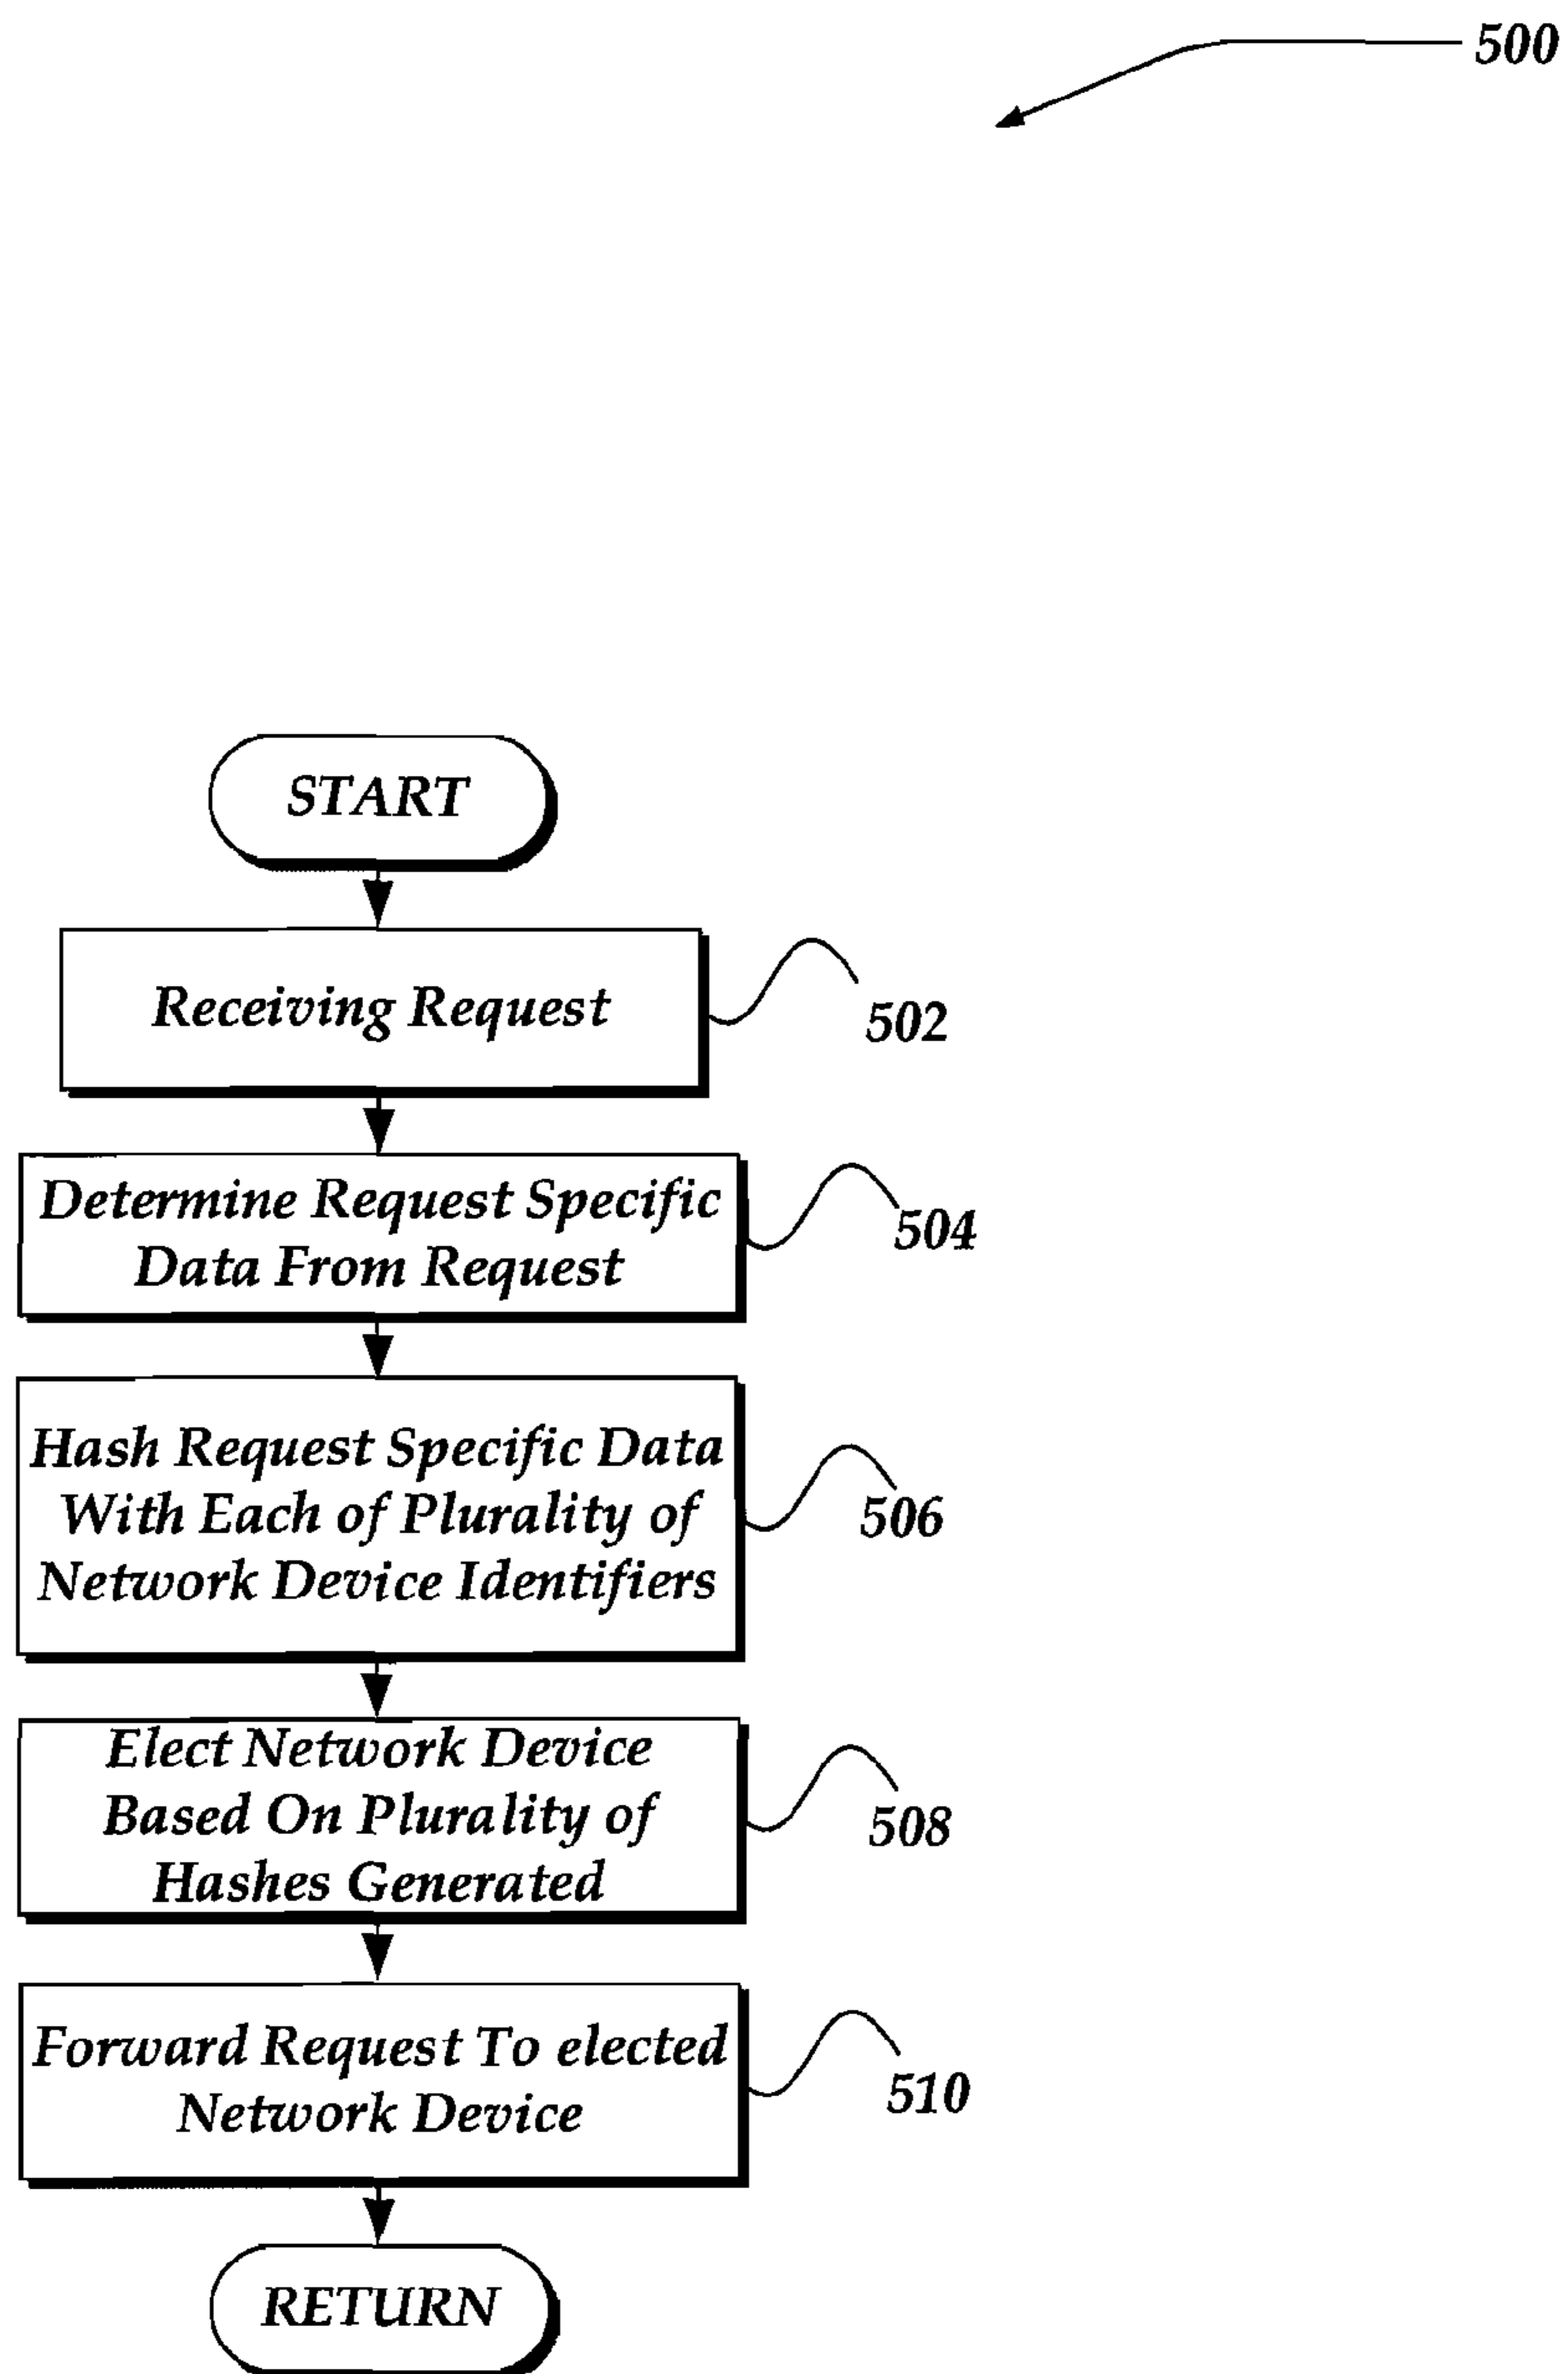 500
START
Receiving Request
502
Determine Request Specific
Data From Request
504
Hash Request Specific Data
With Each of Plurality of
Network Device Identifiers
506
Elect Network Device
Based On Plurality of
Hashes Generated
508
Forward Request To elected
Network Device
510
RETURN